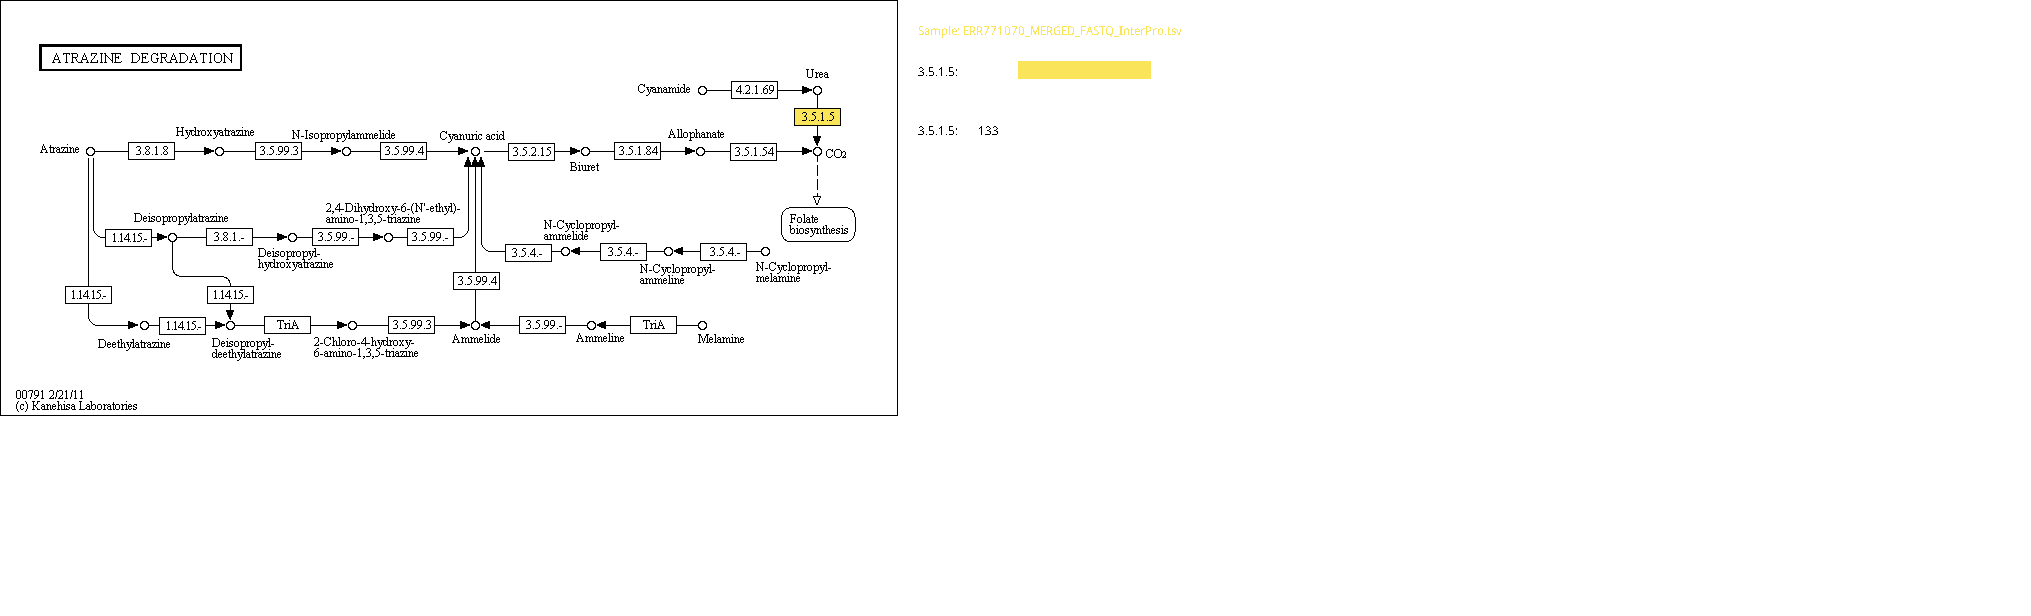 ATRAZINE DEGRADATION
Sample: ERR771070_MERGED_FASTQ_InterPro.tsv
3.5.1.5:
3.5.1.5: 133
Urea
Cyanamide
4.2.1.69
3.5.1.5
Hydroxyatrazine
N-Isopropylammelide
Cyanuric acid
Allophanate
Atrazine
3.8.1.8
3.5.99.3
3.5.99.4
3.5.2.15
3.5.1.84
3.5.1.54
CO2
Biuret
Deisopropylatrazine
2,4-Dihydroxy-6-(N'-ethyl)-
amino-1,3,5-triazine
N-Cyclopropyl-
ammelide
Folate
biosynthesis
1.14.15.-
3.8.1.-
3.5.99.-
3.5.99.-
Deisopropyl-
hydroxyatrazine
3.5.4.-
3.5.4.-
3.5.4.-
N-Cyclopropyl-
ammeline
N-Cyclopropyl-
melamine
3.5.99.4
1.14.15.-
1.14.15.-
1.14.15.-
TriA
3.5.99.3
3.5.99.-
TriA
Deethylatrazine
Deisopropyl-
deethylatrazine
2-Chloro-4-hydroxy-
6-amino-1,3,5-triazine
Ammelide
Ammeline
Melamine
00791 2/21/11
(c) Kanehisa Laboratories